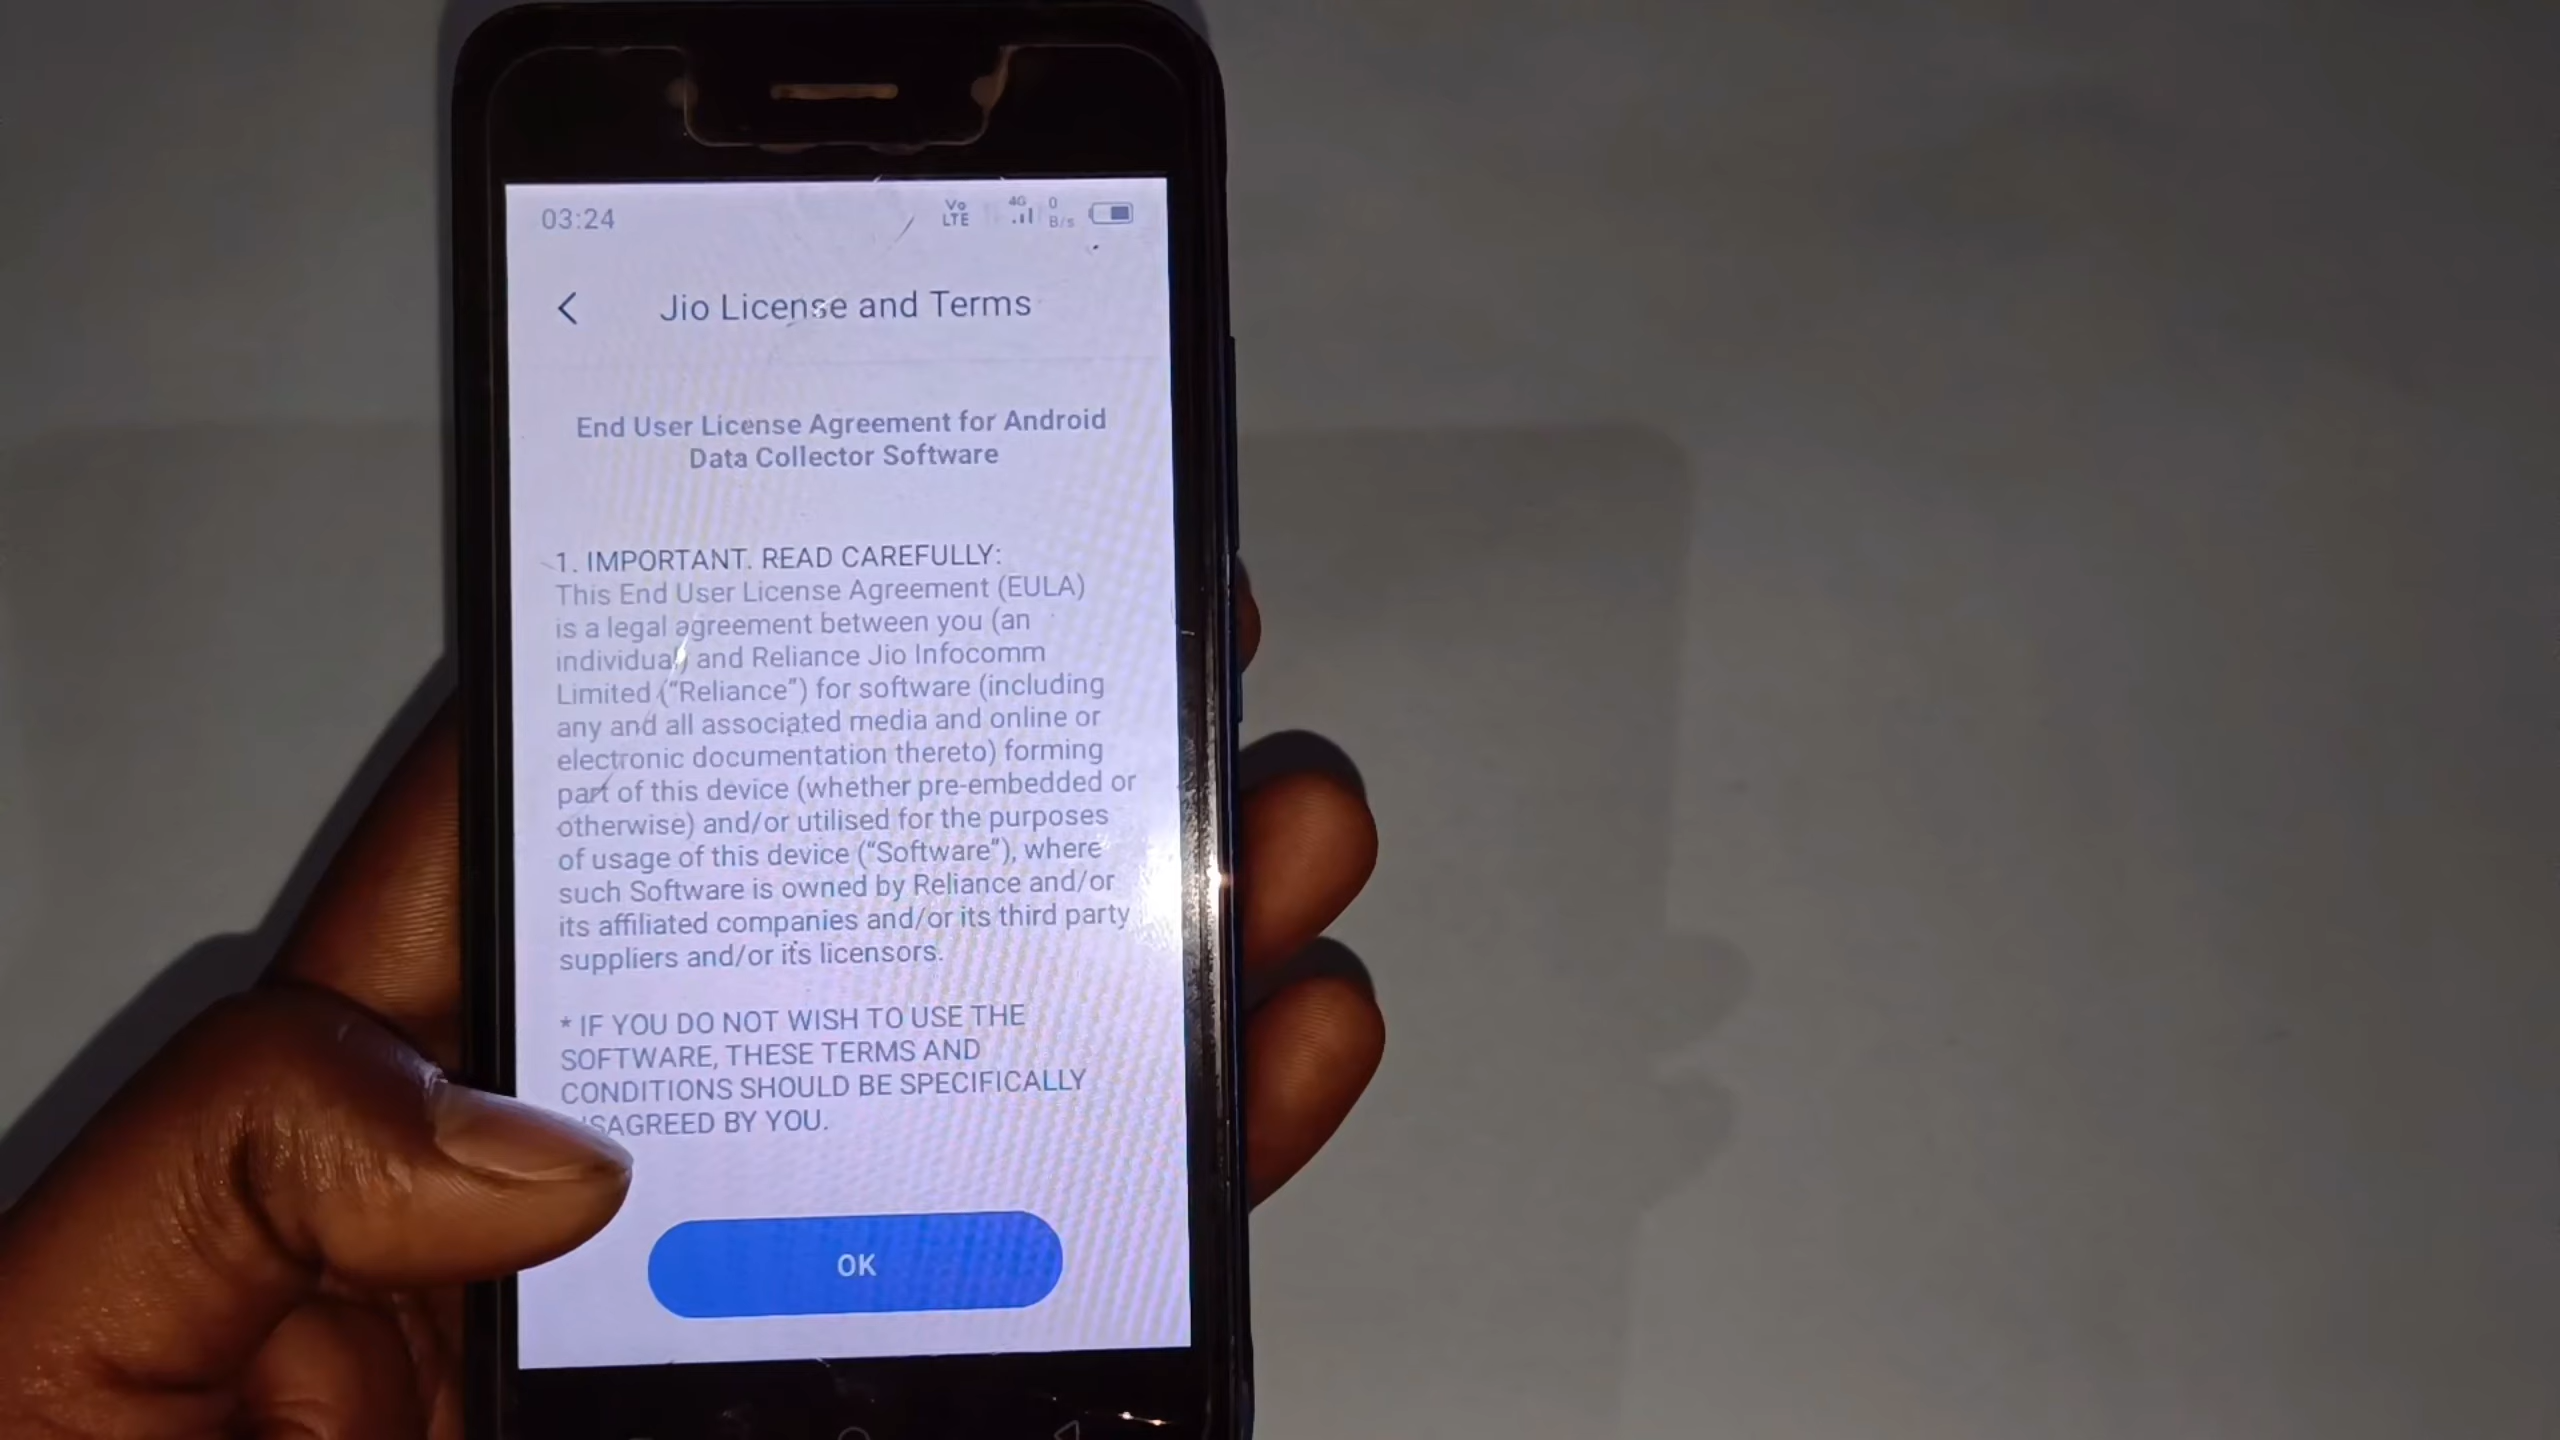 03:24
Vo LTE 4G 0 B/s
Jio License and Terms
End User License Agreement for Android
Data Collector Software
1. IMPORTANT. READ CAREFULLY:
This End User License Agreement (EULA)
is a legal agreement between you (an
individual) and Reliance Jio Infocomm
Limited (“Reliance”) for software (including
any and all associated media and online or
electronic documentation thereto) forming
part of this device (whether pre-embedded or
otherwise) and/or utilised for the purposes
of usage of this device (“Software”), where
such Software is owned by Reliance and/or
its affiliated companies and/or its third party
suppliers and/or its licensors.
* IF YOU DO NOT WISH TO USE THE
SOFTWARE, THESE TERMS AND
CONDITIONS SHOULD BE SPECIFICALLY
SAGREED BY YOU.
OK